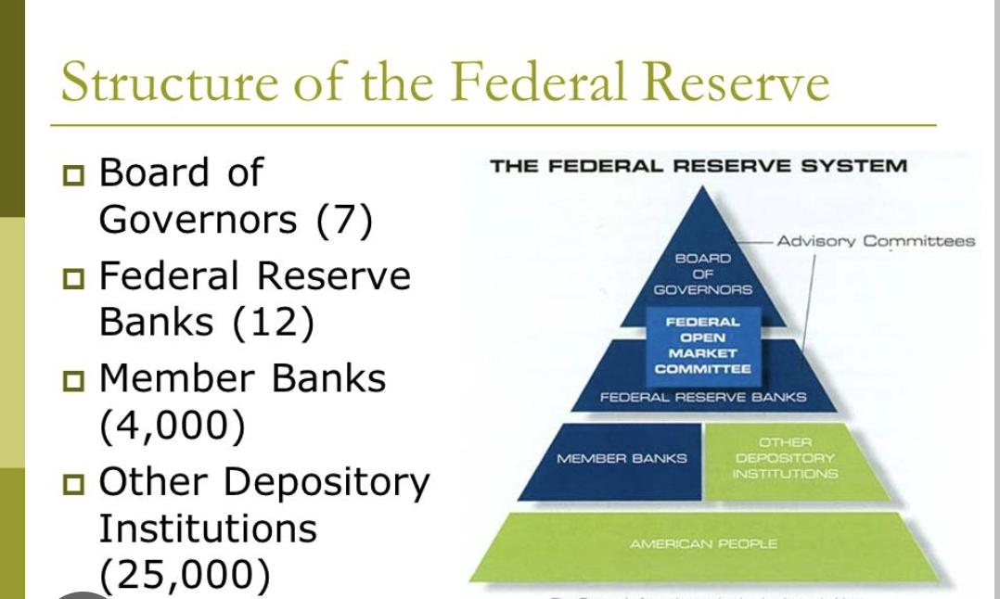 Structure of the Federal Reserve
Board of
Governors (7)
Federal Reserve
Banks (12)
Member Banks
(4,000)
Other Depository
Institutions
(25,000)
THE FEDERAL RESERVE SYSTEM
Advisory Committees
BOARD
OF
GOVERNORS
FEDERAL
OPEN
MARKET
COMMITTEE
FEDERAL RESERVE BANKS
MEMBER BANKS
OTHER
DEPOSITORY
INSTITUTIONS
AMERICAN PEOPLE